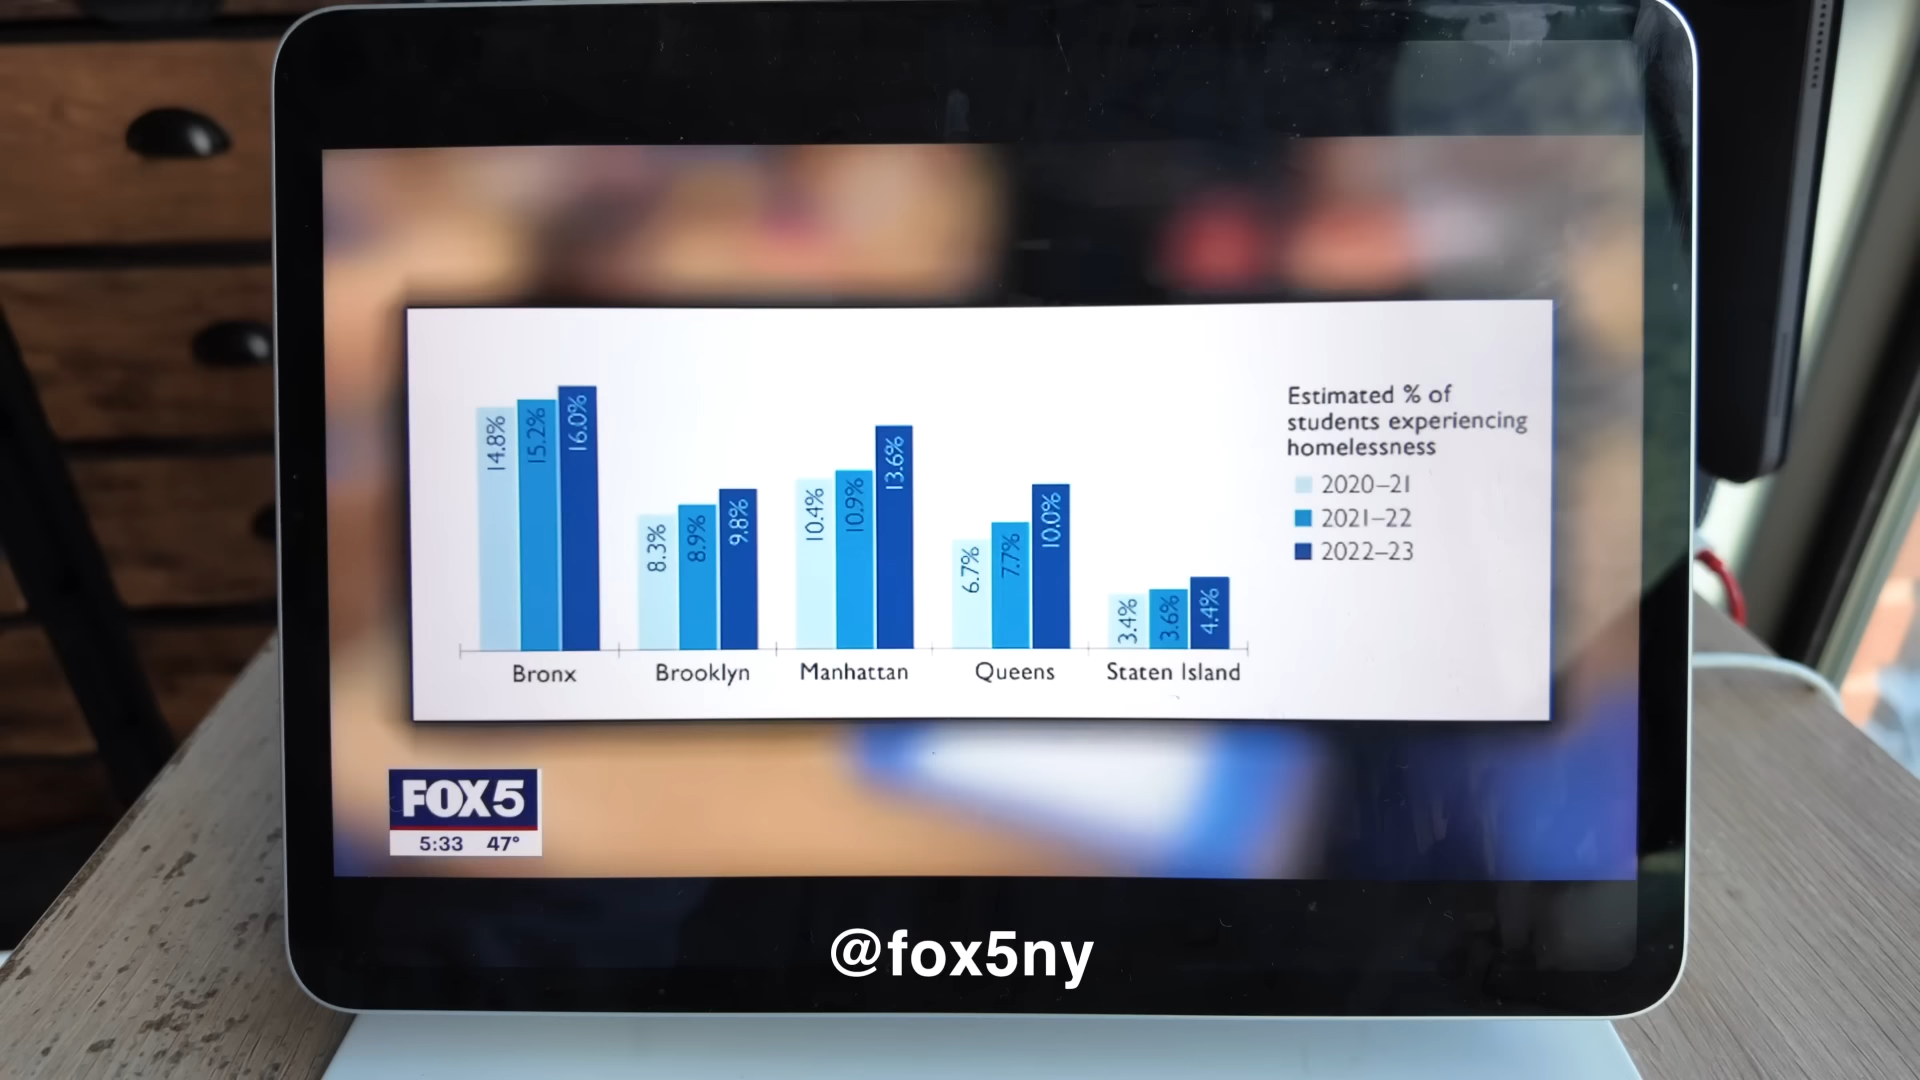 14.8%
15.2%
16.0%
8.3%
8.9%
9.8%
10.4%
10.9%
13.6%
6.7%
7.7%
10.0%
3.4%
3.6%
4.4%
Bronx
Brooklyn
Manhattan
Queens
Staten Island
Estimated % of
students experiencing
homelessness
2020–21
2021–22
2022–23
FOX5
5:33 47°
@fox5ny